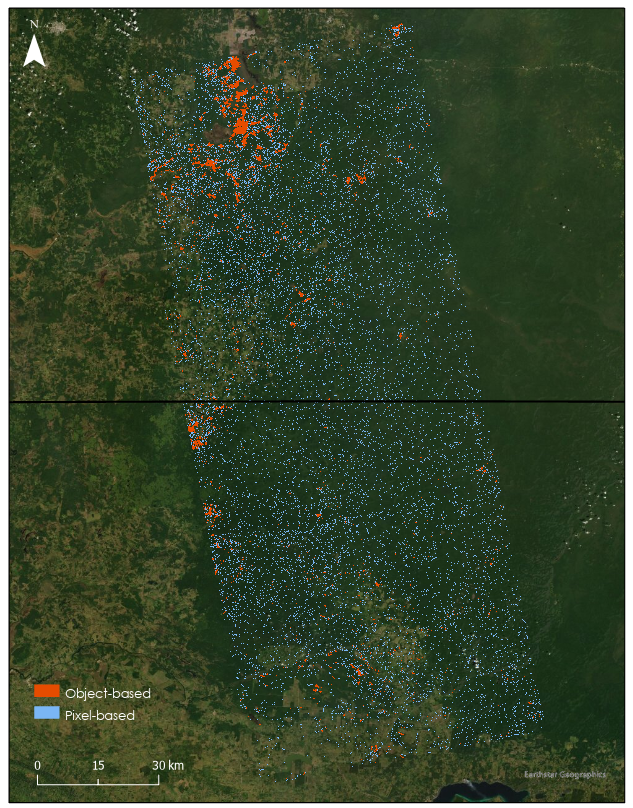 N
Object-based
Pixel-based
0 15 30 km
Earthstar Geographics